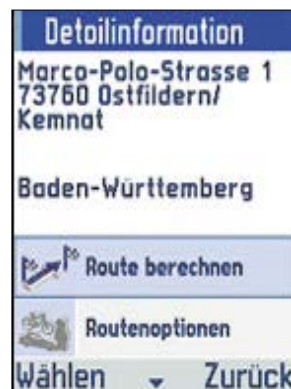 Detoilinformation
Marco-Polo-Strasse 1
73760 Ostfildern/
Kemnat
Baden-Württemberg
Route berechnen
Routenoptionen
Wählen Zurück